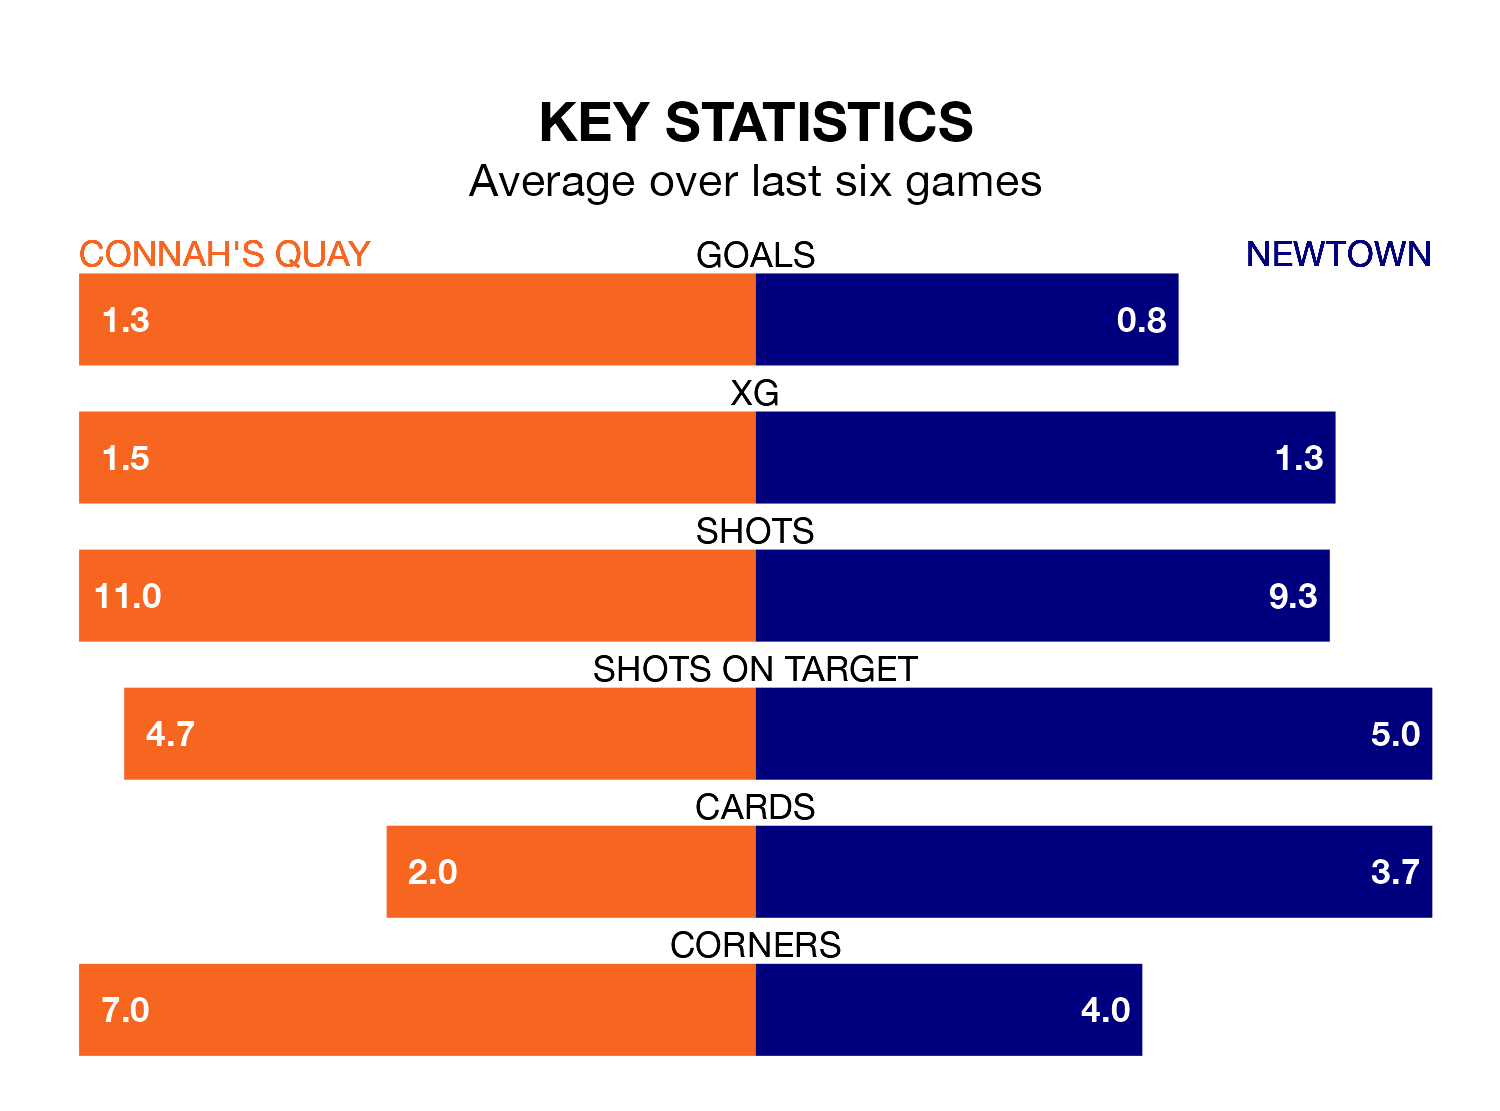 KEY STATISTICS
Average over last six games
CONNAH'S QUAY GOALS NEWTOWN
1.3 0.8
XG
1.5 1.3
SHOTS
11.0 9.3
SHOTS ON TARGET
4.7 5.0
CARDS
2.0 3.7
CORNERS
7.0 4.0